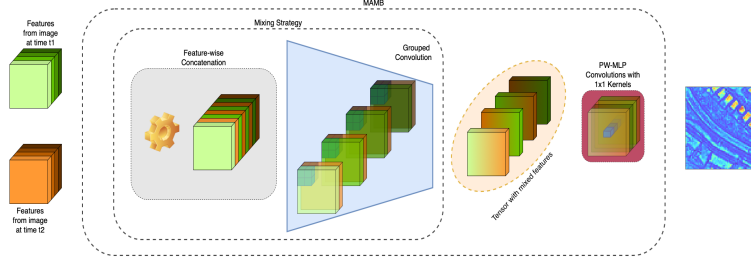 MAMB
Mixing Strategy
Features
from image
at time t1
Feature-wise
Concatenation
Grouped
Convolution
PW-MLP
Convolutions with
1x1 Kernels
Tensor with mixed features
Features
from image
at time t2